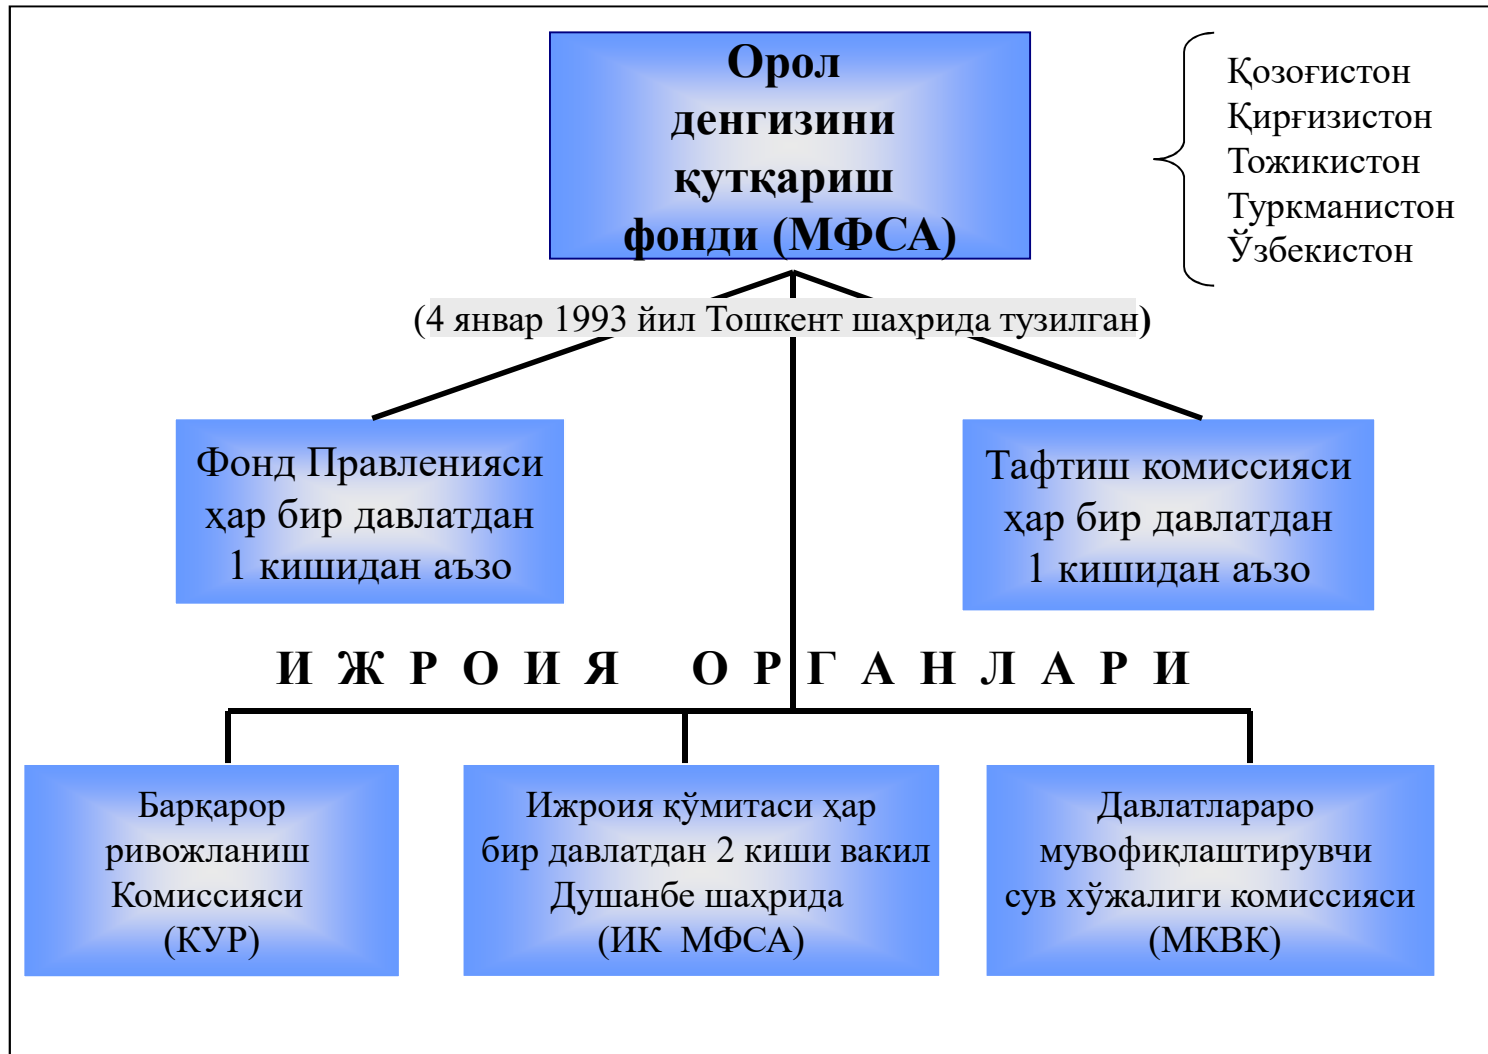 Орол
денгизини
қутқариш
фонди (МФСА)
Қозоғистон
Қирғизистон
Тожикистон
Туркманистон
Ўзбекистон
(4 январ 1993 йил Тошкент шаҳрида тузилган)
Фонд Правленияси
ҳар бир давлатдан
1 кишидан аъзо
Тафтиш комиссияси
ҳар бир давлатдан
1 кишидан аъзо
И Ж Р О И Я О Р Г А Н Л А Р И
Барқарор
ривожланиш
Комиссияси
(КУР)
Ижроия қўмитаси ҳар
бир давлатдан 2 киши вакил
Душанбе шаҳрида
(ИК МФСА)
Давлатлараро
мувофиқлаштирувчи
сув хўжалиги комиссияси
(МКВК)